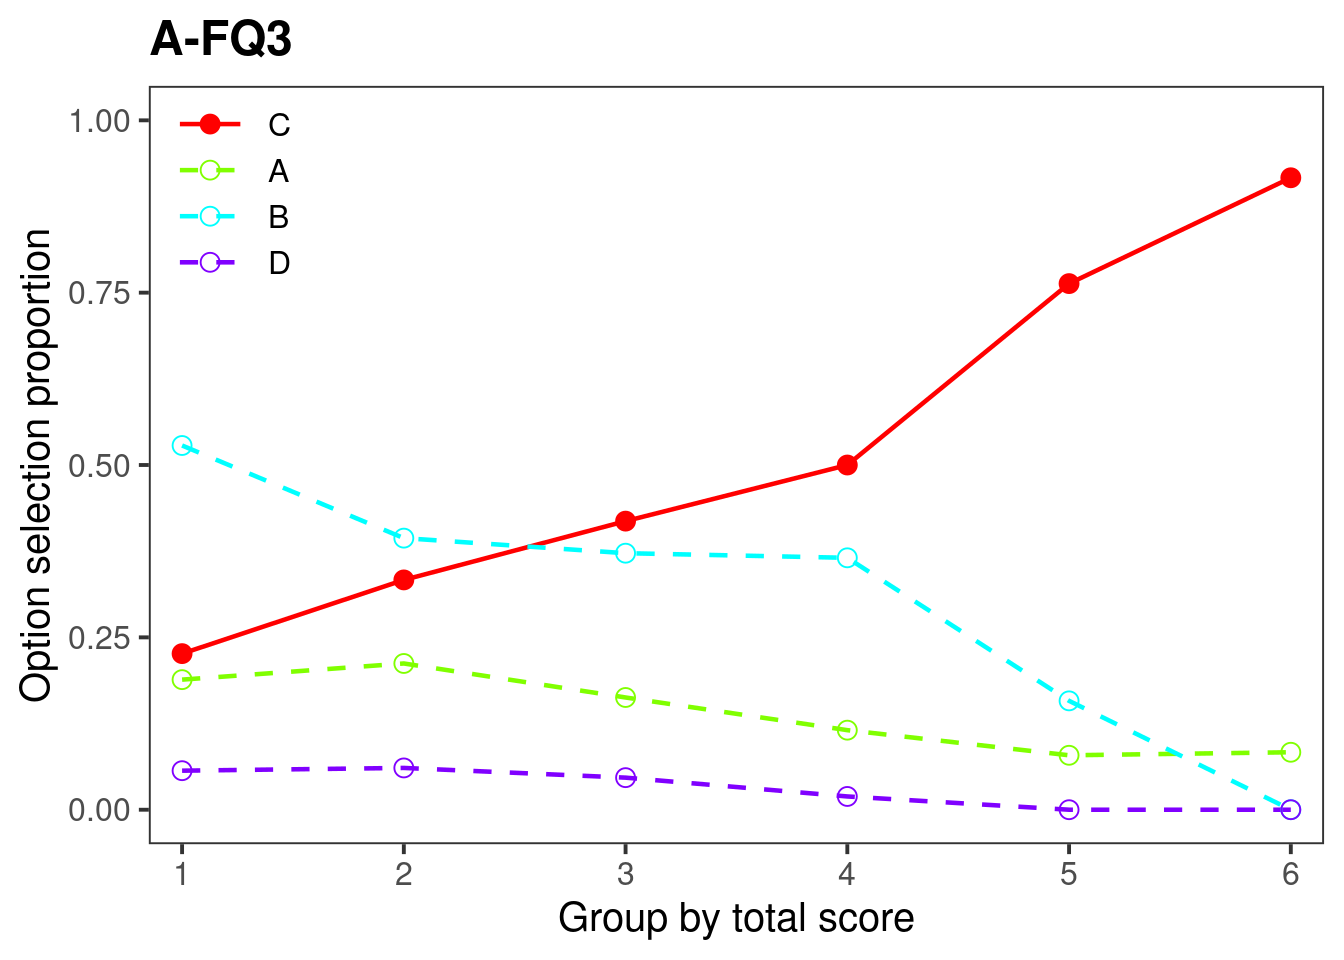 A-FQ3
C
A
B
D
1.00
0.75
0.50
0.25
0.00
Option selection proportion
1 2 3 4 5 6
Group by total score